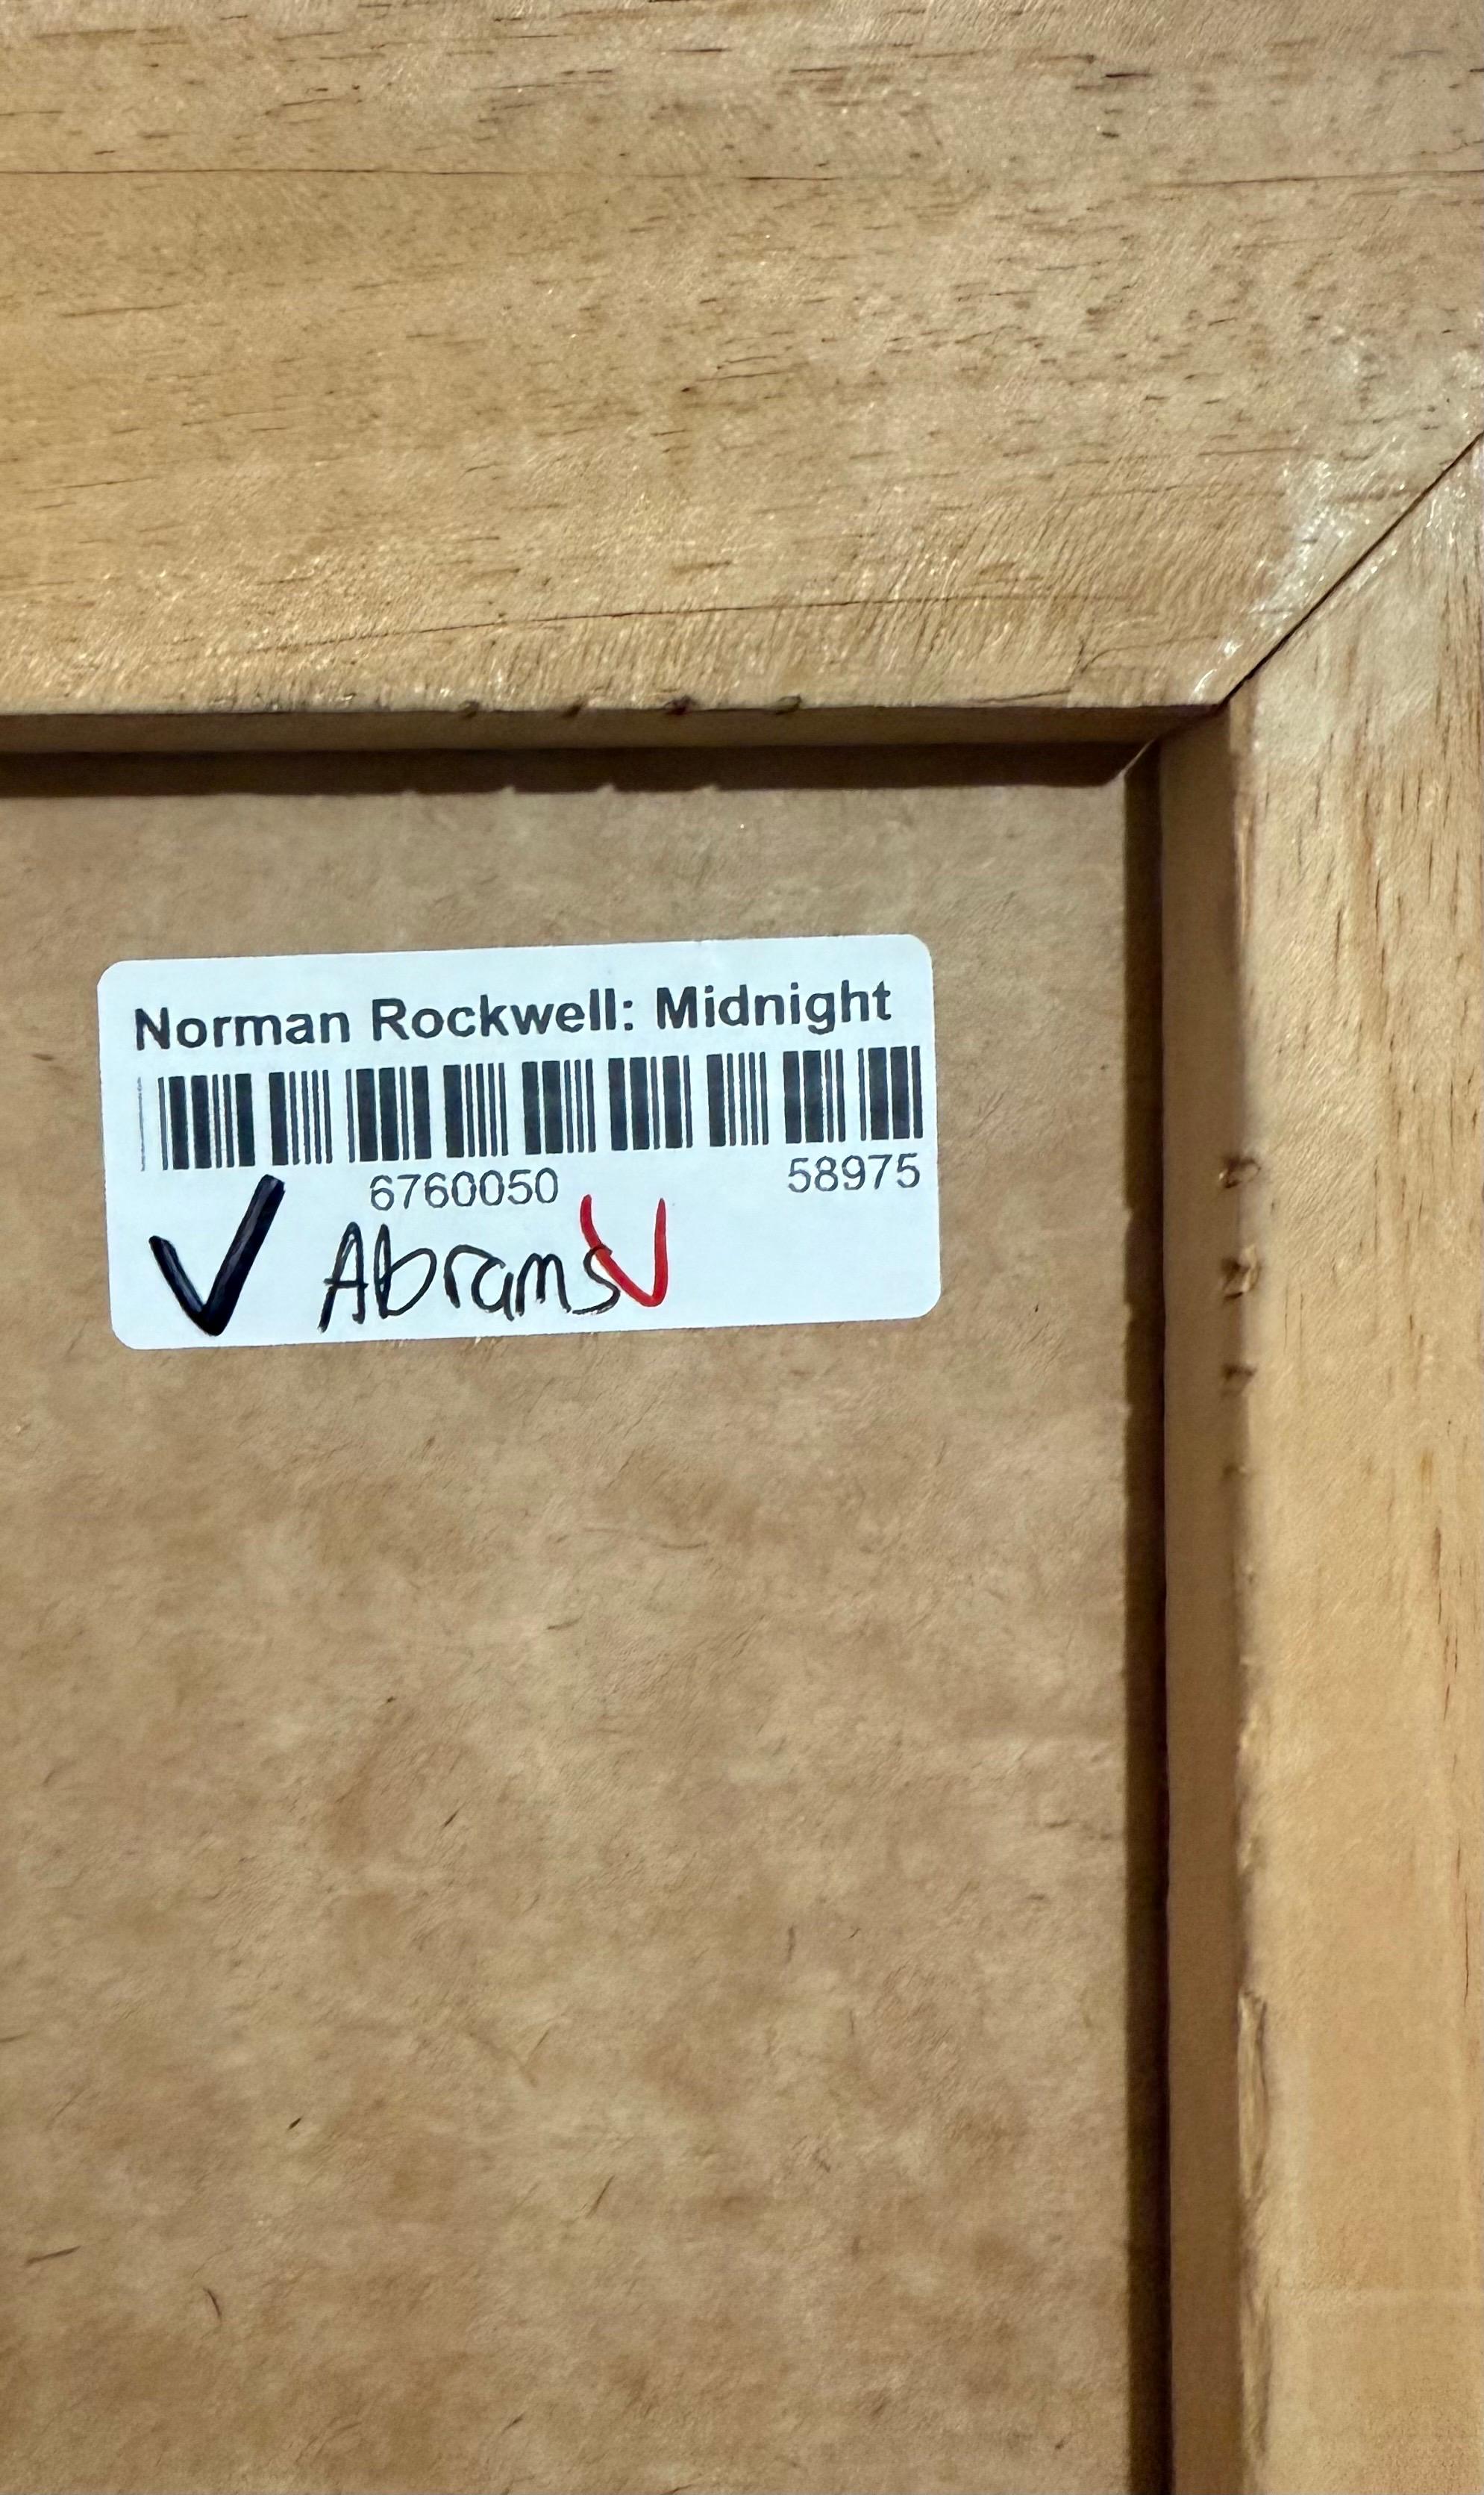 Norman Rockwell: Midnight
6760050 58975
Abrams